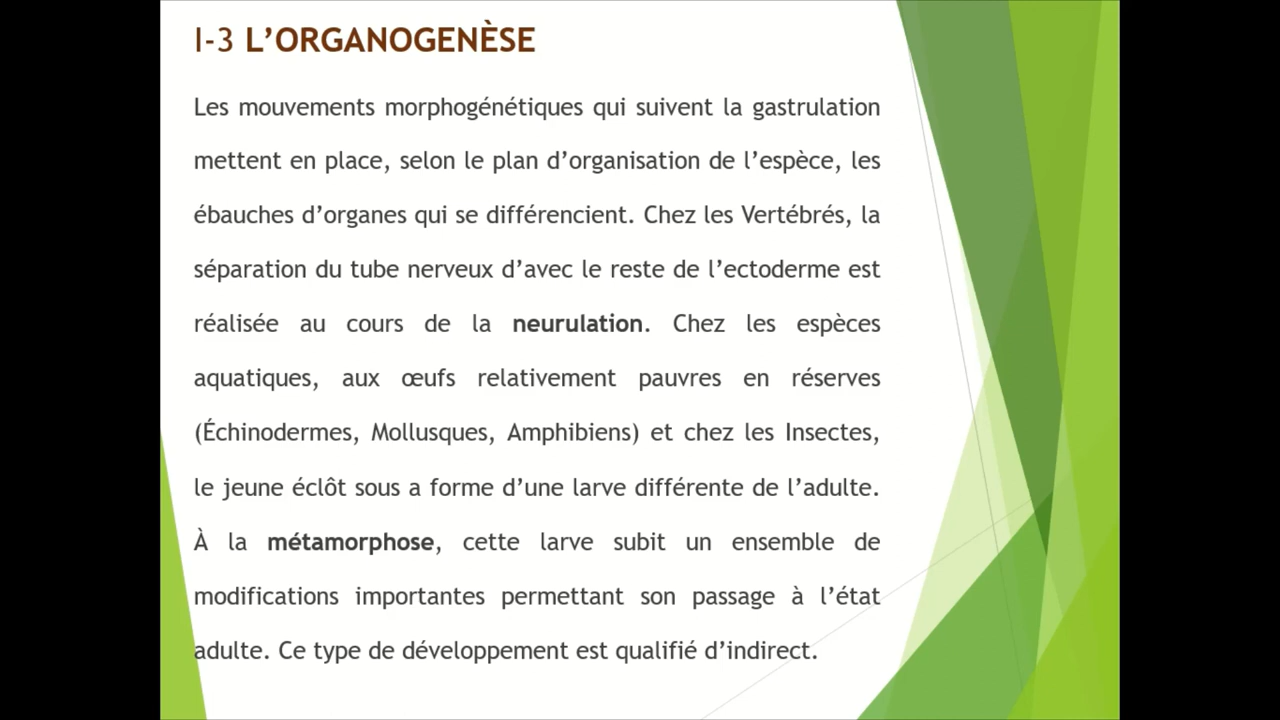 I-3 L’ORGANOGENÈSE
Les mouvements morphogénétiques qui suivent la gastrulation
mettent en place, selon le plan d’organisation de l’espèce, les
ébauches d’organes qui se différencient. Chez les Vertébrés, la
séparation du tube nerveux d’avec le reste de l’ectoderme est
réalisée au cours de la neurulation. Chez les espèces
aquatiques, aux œufs relativement pauvres en réserves
(Échinodermes, Mollusques, Amphibiens) et chez les Insectes,
le jeune éclôt sous a forme d’une larve différente de l’adulte.
À la métamorphose, cette larve subit un ensemble de
modifications importantes permettant son passage à l’état
adulte. Ce type de développement est qualifié d’indirect.